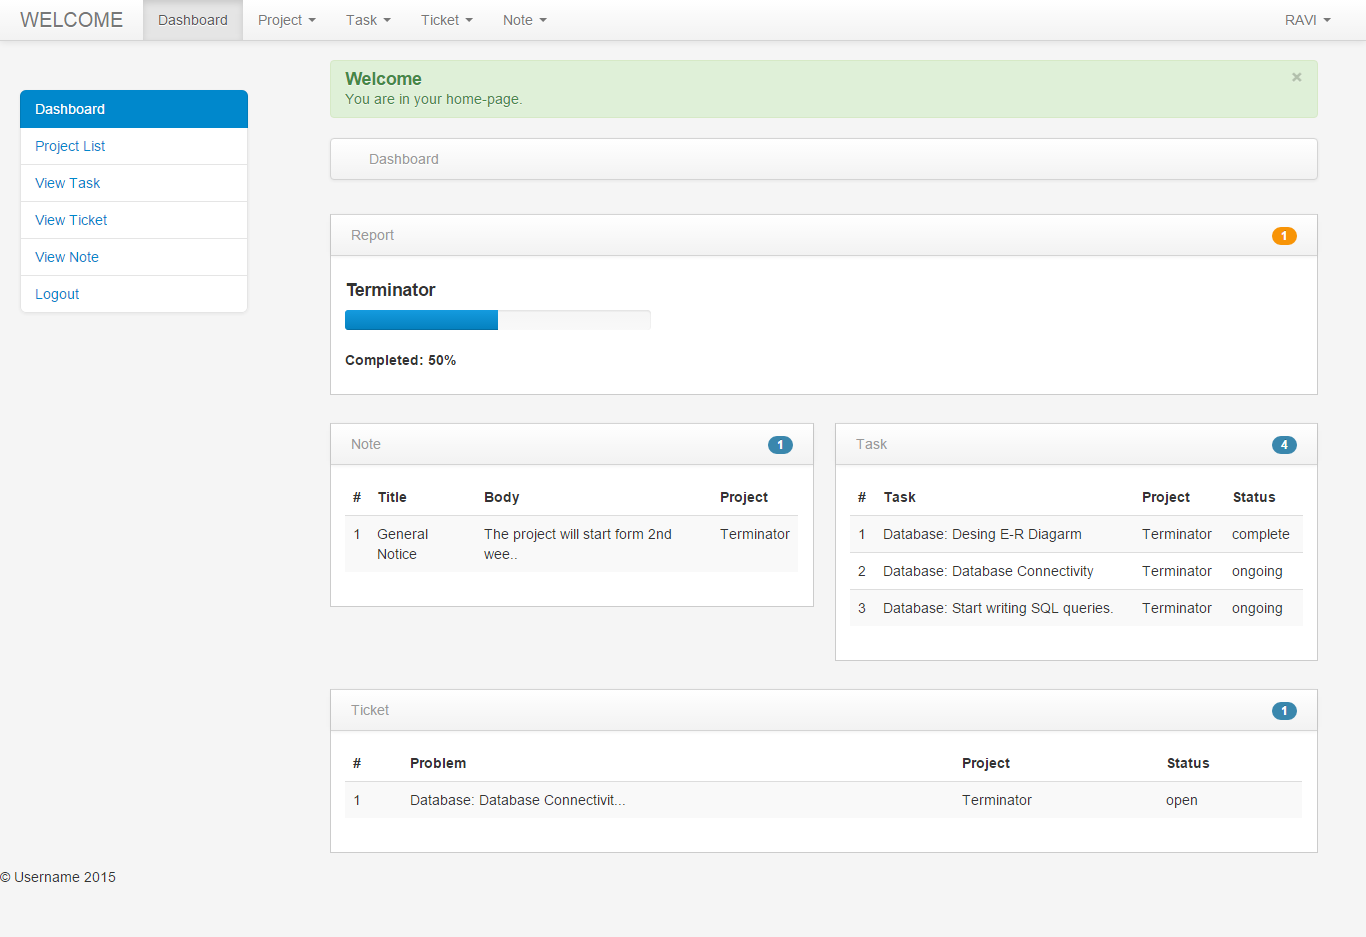 WELCOME Dashboard Project Task Ticket Note RAVI
Dashboard
Project List
View Task
View Ticket
View Note
Logout
Welcome ×
You are in your home-page.
Dashboard
Report 1
Terminator
Completed: 50%
Note 1
# Title Body Project
1 General The project will start form 2nd Terminator
Notice wee..
Task 4
# Task Project Status
1 Database: Desing E-R Diagarm Terminator complete
2 Database: Database Connectivity Terminator ongoing
3 Database: Start writing SQL queries. Terminator ongoing
Ticket 1
# Problem Project Status
1 Database: Database Connectivit... Terminator open
© Username 2015